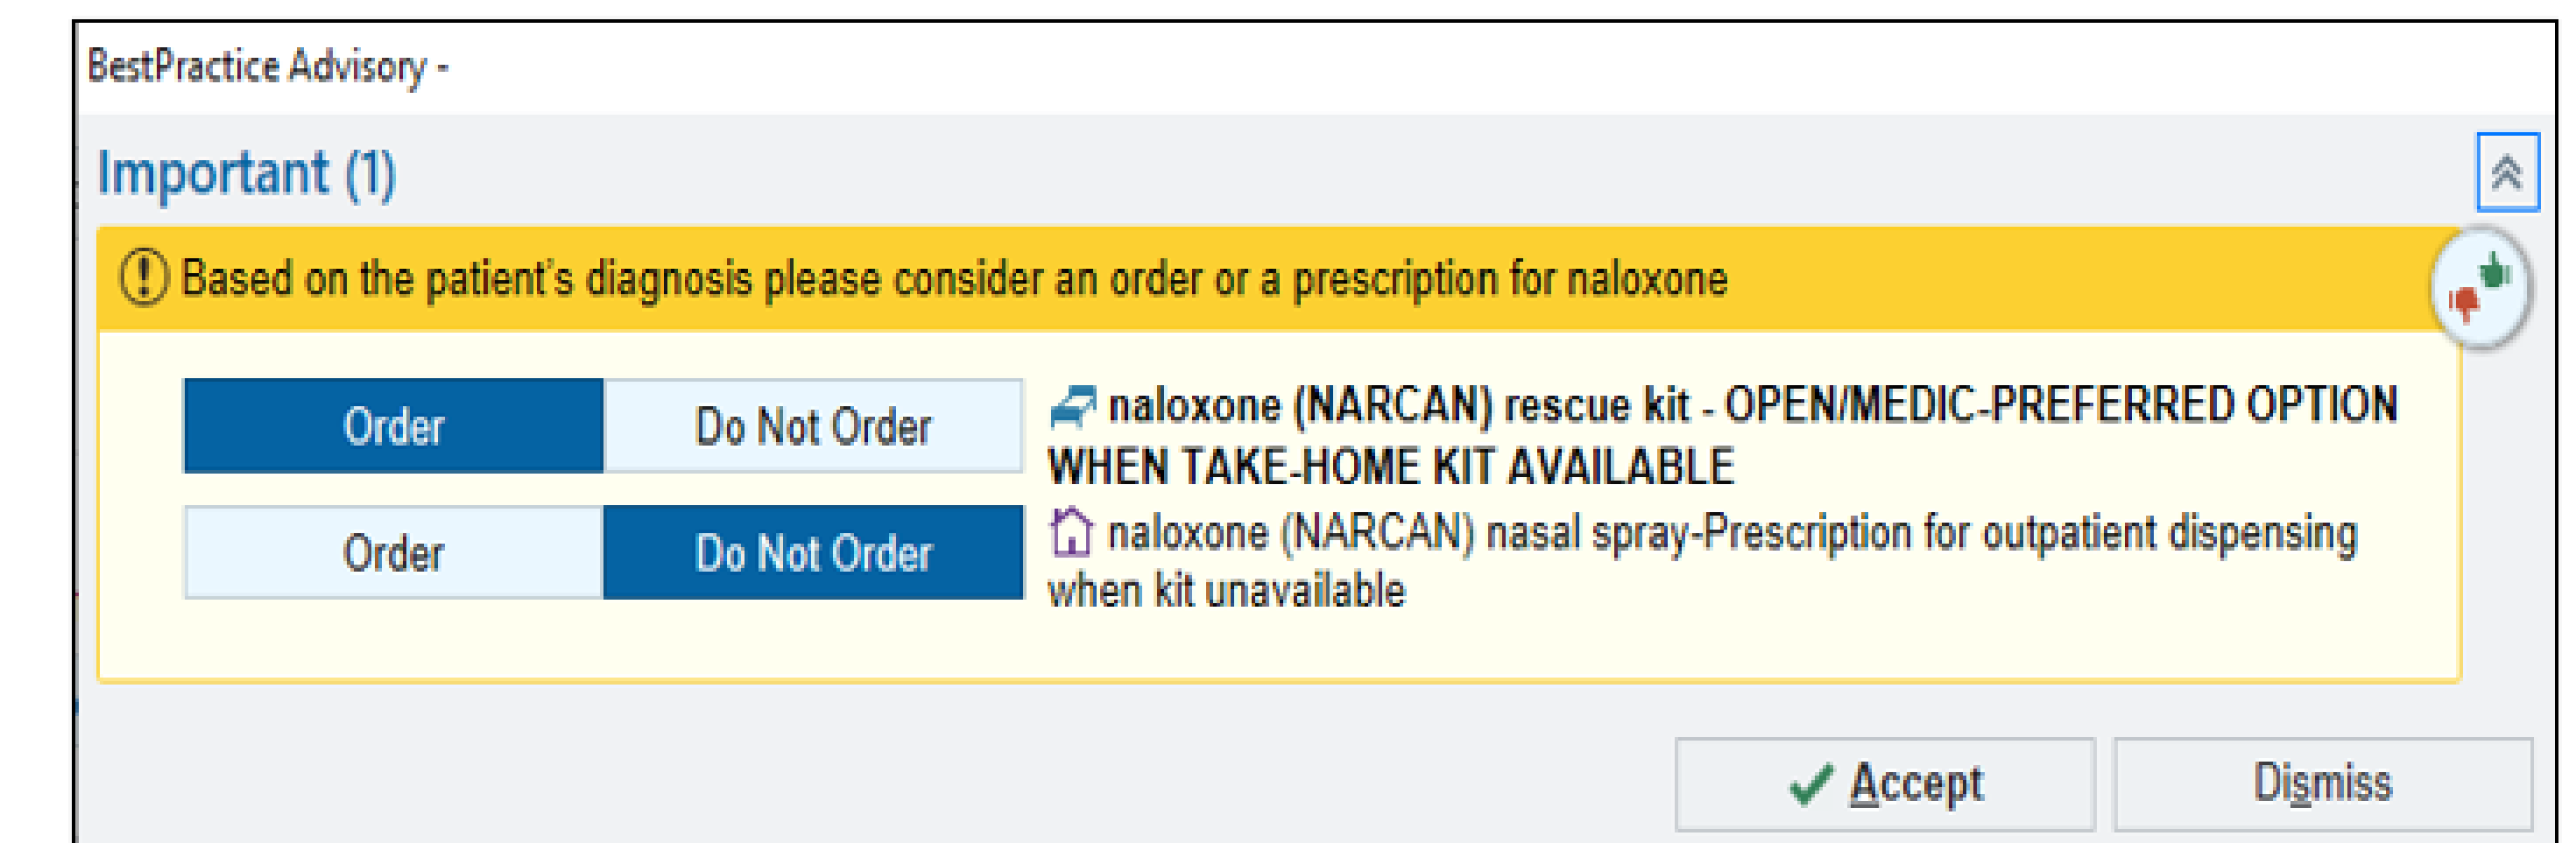 BestPractice Advisory -
Important (1)
Based on the patient's diagnosis please consider an order or a prescription for naloxone
Order Do Not Order naloxone (NARCAN) rescue kit - OPEN/MEDIC-PREFERRED OPTION
WHEN TAKE-HOME KIT AVAILABLE
Order Do Not Order naloxone (NARCAN) nasal spray-Prescription for outpatient dispensing
when kit unavailable
Accept Dismiss